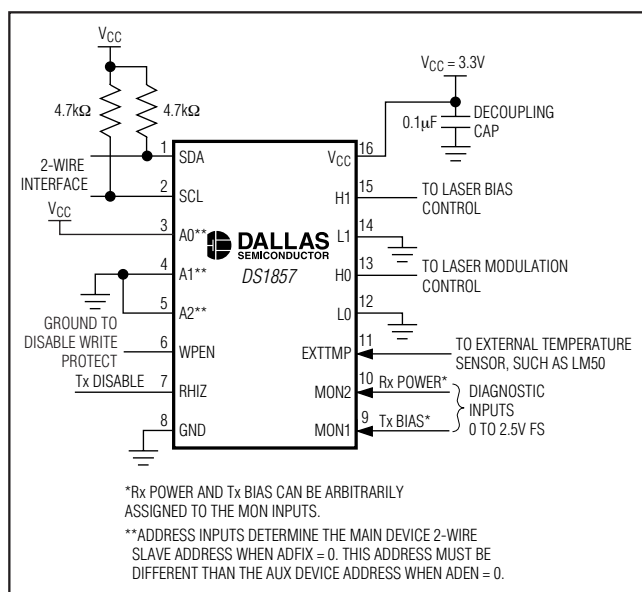 VCC
VCC = 3.3V
4.7kΩ
4.7kΩ
0.1µF
DECOUPLING
CAP
1
SDA
16
VCC
2-WIRE
INTERFACE
2
SCL
15
H1
TO LASER BIAS
CONTROL
VCC
3
A0**
DALLAS
SEMICONDUCTOR
DS1857
14
L1
4
A1**
13
H0
TO LASER MODULATION
CONTROL
5
A2**
12
L0
GROUND TO
DISABLE WRITE
PROTECT
6
WPEN
11
EXTTMP
TO EXTERNAL TEMPERATURE
SENSOR, SUCH AS LM50
Tx DISABLE
7
RHIZ
10
MON2
Rx POWER*
DIAGNOSTIC
INPUTS
0 TO 2.5V FS
8
GND
9
MON1
Tx BIAS*
*Rx POWER AND Tx BIAS CAN BE ARBITRARILY
ASSIGNED TO THE MON INPUTS.
**ADDRESS INPUTS DETERMINE THE MAIN DEVICE 2-WIRE
SLAVE ADDRESS WHEN ADFIX = 0. THIS ADDRESS MUST BE
DIFFERENT THAN THE AUX DEVICE ADDRESS WHEN ADEN = 0.